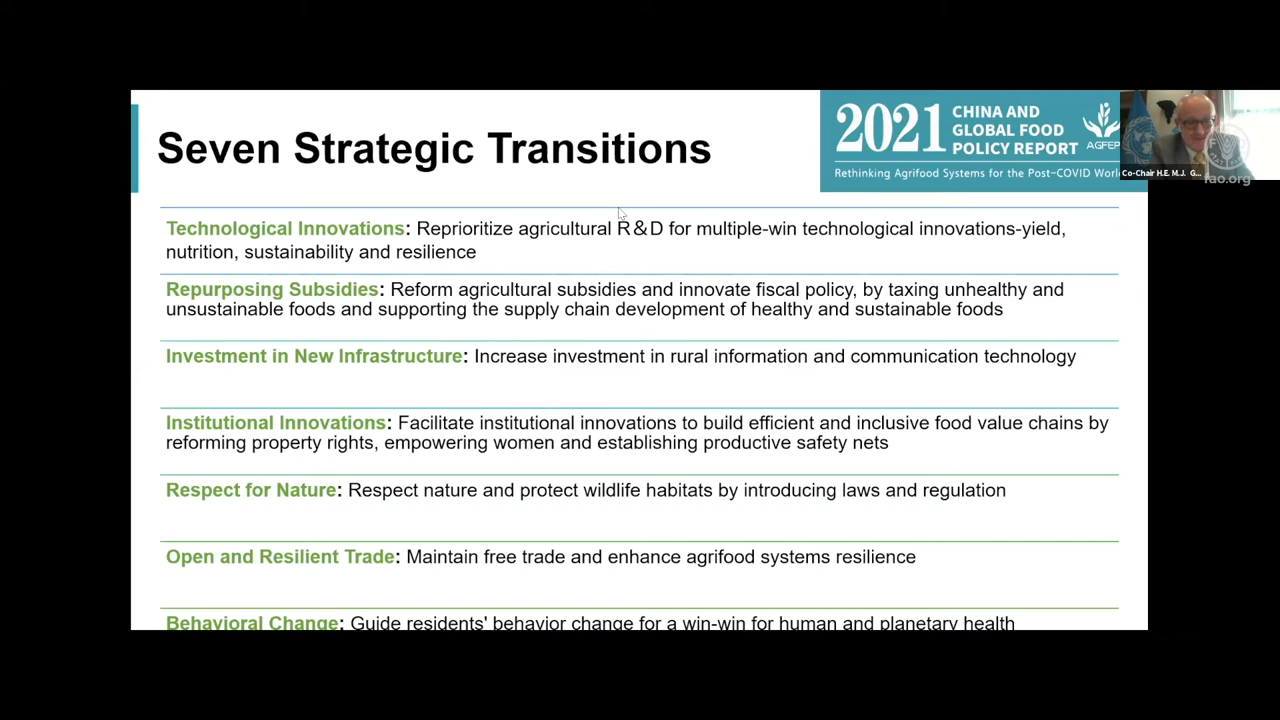 Seven Strategic Transitions
2021
CHINA AND
GLOBAL FOOD
POLICY REPORT
AGFEP
Rethinking Agrifood Systems for the Post-COVID Worl
Co-Chair H.E. M.J. G...
fao.org
Technological Innovations: Reprioritize agricultural R&D for multiple-win technological innovations-yield,
nutrition, sustainability and resilience
Repurposing Subsidies: Reform agricultural subsidies and innovate fiscal policy, by taxing unhealthy and
unsustainable foods and supporting the supply chain development of healthy and sustainable foods
Investment in New Infrastructure: Increase investment in rural information and communication technology
Institutional Innovations: Facilitate institutional innovations to build efficient and inclusive food value chains by
reforming property rights, empowering women and establishing productive safety nets
Respect for Nature: Respect nature and protect wildlife habitats by introducing laws and regulation
Open and Resilient Trade: Maintain free trade and enhance agrifood systems resilience
Behavioral Change: Guide residents' behavior change for a win-win for human and planetary health